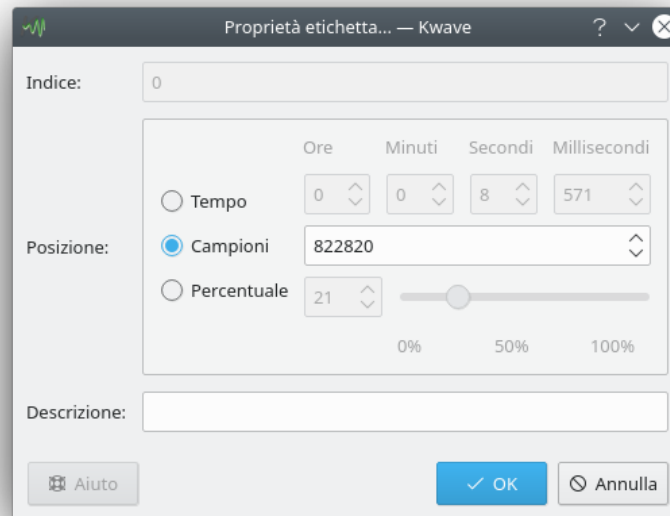 Proprietà etichetta... — Kwave
Indice: 0
Ore Minuti Secondi Millisecondi
Tempo 0 0 8 571
Posizione: Campioni 822820
Percentuale 21
0% 50% 100%
Descrizione:
Aiuto OK Annulla